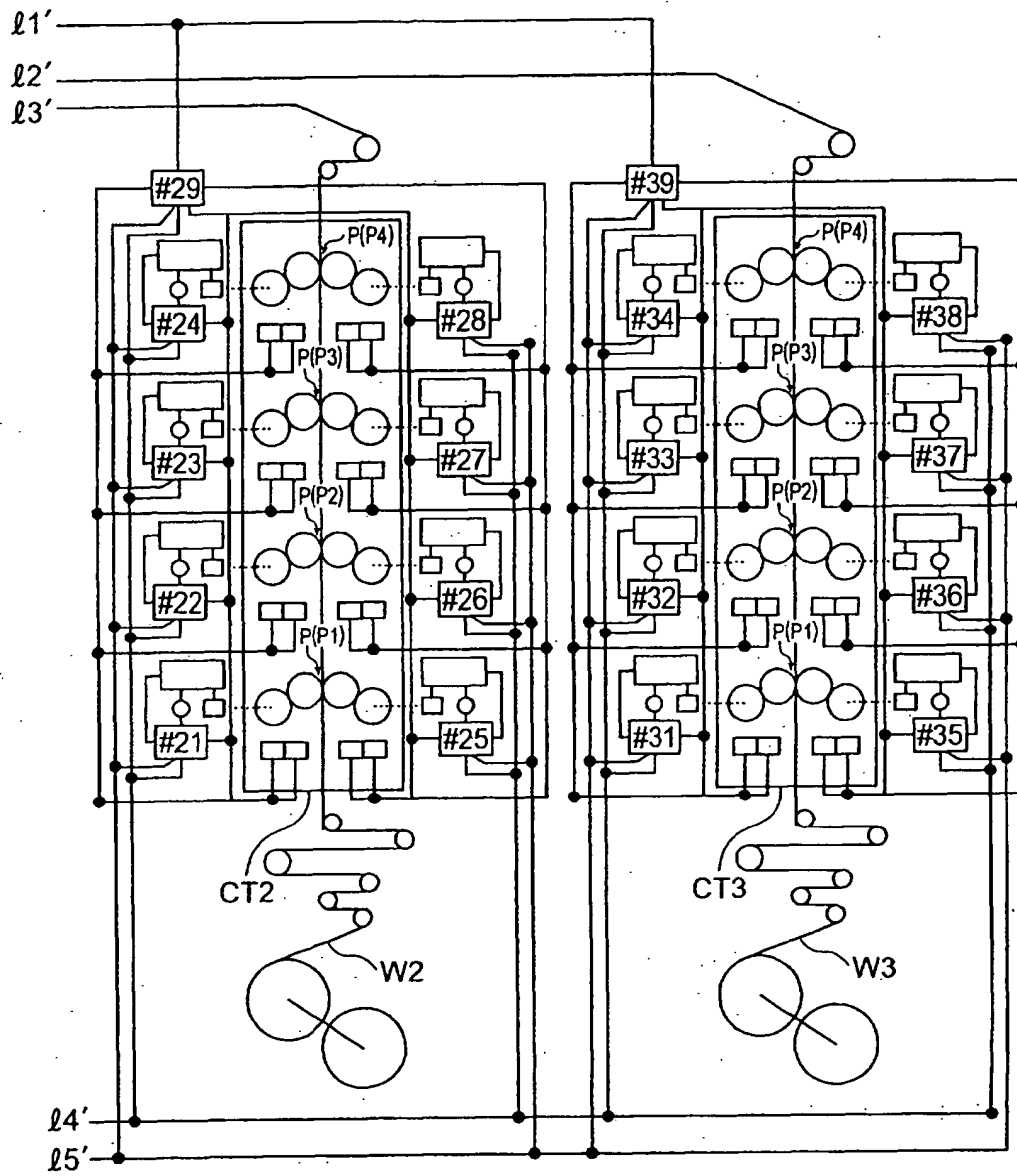 ℓ1′
ℓ2′
ℓ3′
#29 #39
P(P4) P(P4)
#24 #28 #34 #38
P(P3) P(P3)
#23 #27 #33 #37
P(P2) P(P2)
#22 #26 #32 #36
P(P1) P(P1)
#21 #25 #31 #35
CT2 CT3
W2 W3
ℓ4′
ℓ5′